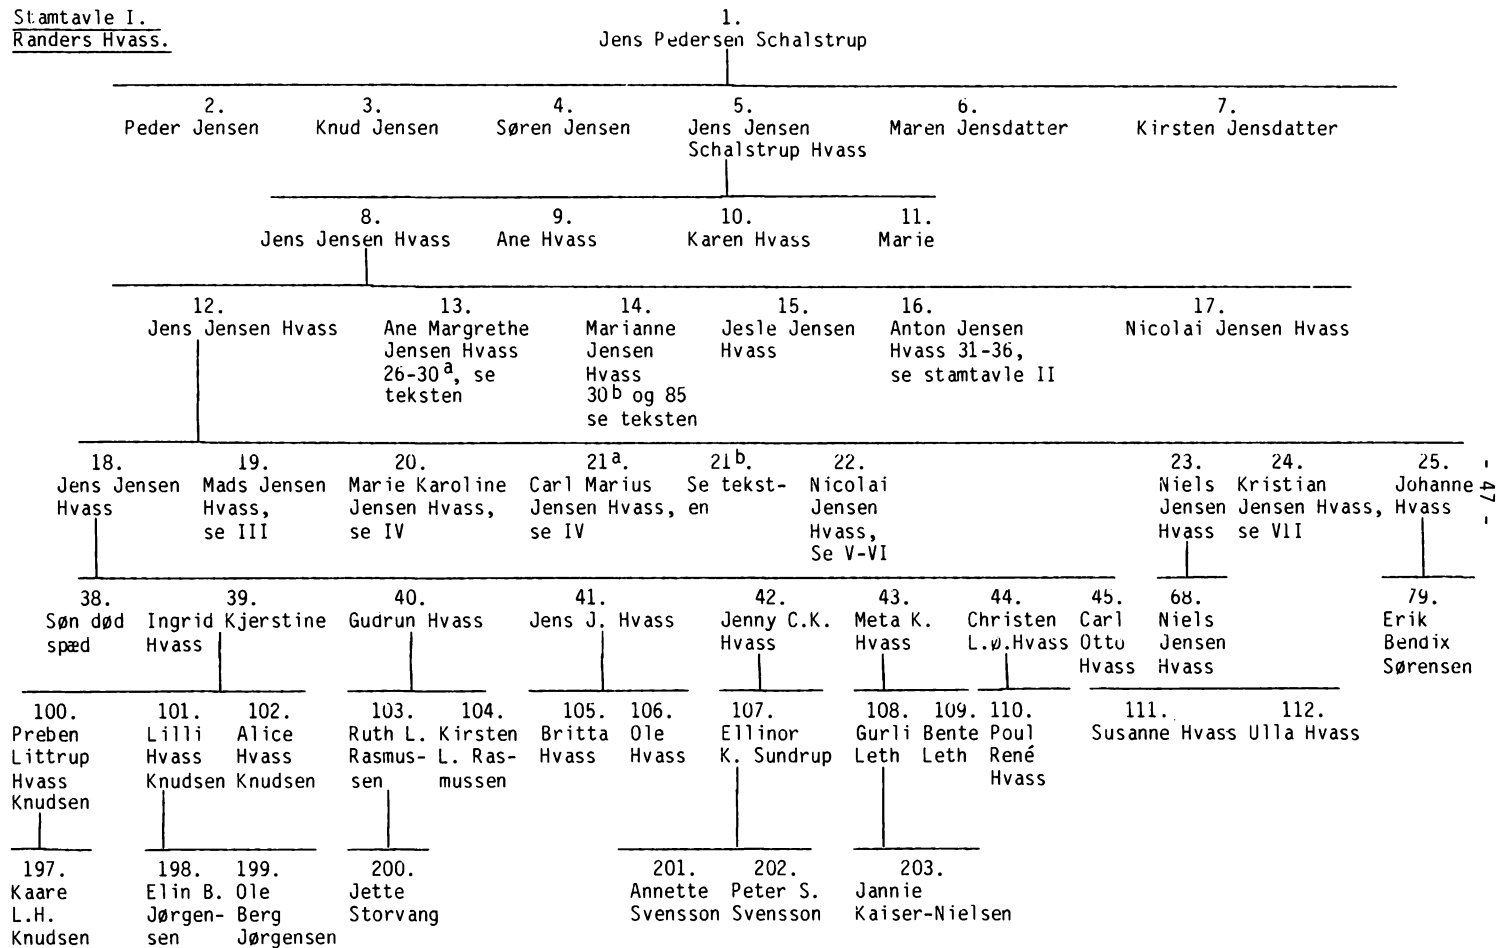 Stamtavle I.
Randers Hvass.
1.
Jens Pedersen Schalstrup
2.
Peder Jensen
3.
Knud Jensen
4.
Søren Jensen
5.
Jens Jensen
Schalstrup Hvass
6.
Maren Jensdatter
7.
Kirsten Jensdatter
8.
Jens Jensen Hvass
9.
Ane Hvass
10.
Karen Hvass
11.
Marie
12.
Jens Jensen Hvass
13.
Ane Margrethe
Jensen Hvass
26-30a, se
teksten
14.
Marianne
Jensen
Hvass
30b og 85
se teksten
15.
Jesle Jensen
Hvass
16.
Anton Jensen
Hvass 31-36,
se stamtavle II
17.
Nicolai Jensen Hvass
18.
Jens Jensen
Hvass
19.
Mads Jensen
Hvass,
se III
20.
Marie Karoline
Jensen Hvass,
se IV
21a.
Carl Marius
Jensen Hvass,
se IV
21b.
Se tekst-
en
22.
Nicolai
Jensen
Hvass,
Se V-VI
23.
Niels
Jensen
Hvass
24.
Kristian
Jensen Hvass,
se VII
25.
Johanne
Hvass
- 47 -
38.
Søn død
spæd
39.
Ingrid Kjerstine
Hvass
40.
Gudrun Hvass
41.
Jens J. Hvass
42.
Jenny C.K.
Hvass
43.
Meta K.
Hvass
44.
Christen
L.Ø.Hvass
45.
Carl
Otto
Hvass
68.
Niels
Jensen
Hvass
79.
Erik
Bendix
Sørensen
100.
Preben
Littrup
Hvass
Knudsen
101.
Lilli
Hvass
Knudsen
102.
Alice
Hvass
Knudsen
103.
Ruth L.
Rasmus-
sen
104.
Kirsten
L. Ras-
mussen
105.
Britta
Hvass
106.
Ole
Hvass
107.
Ellinor
K. Sundrup
108.
Gurli
Leth
109.
Bente
Leth
110.
Poul
René
Hvass
111.
Susanne Hvass
112.
Ulla Hvass
197.
Kaare
L.H.
Knudsen
198.
Elin B.
Jørgen-
sen
199.
Ole
Berg
Jørgensen
200.
Jette
Storvang
201.
Annette
Svensson
202.
Peter S.
Svensson
203.
Jannie
Kaiser-Nielsen